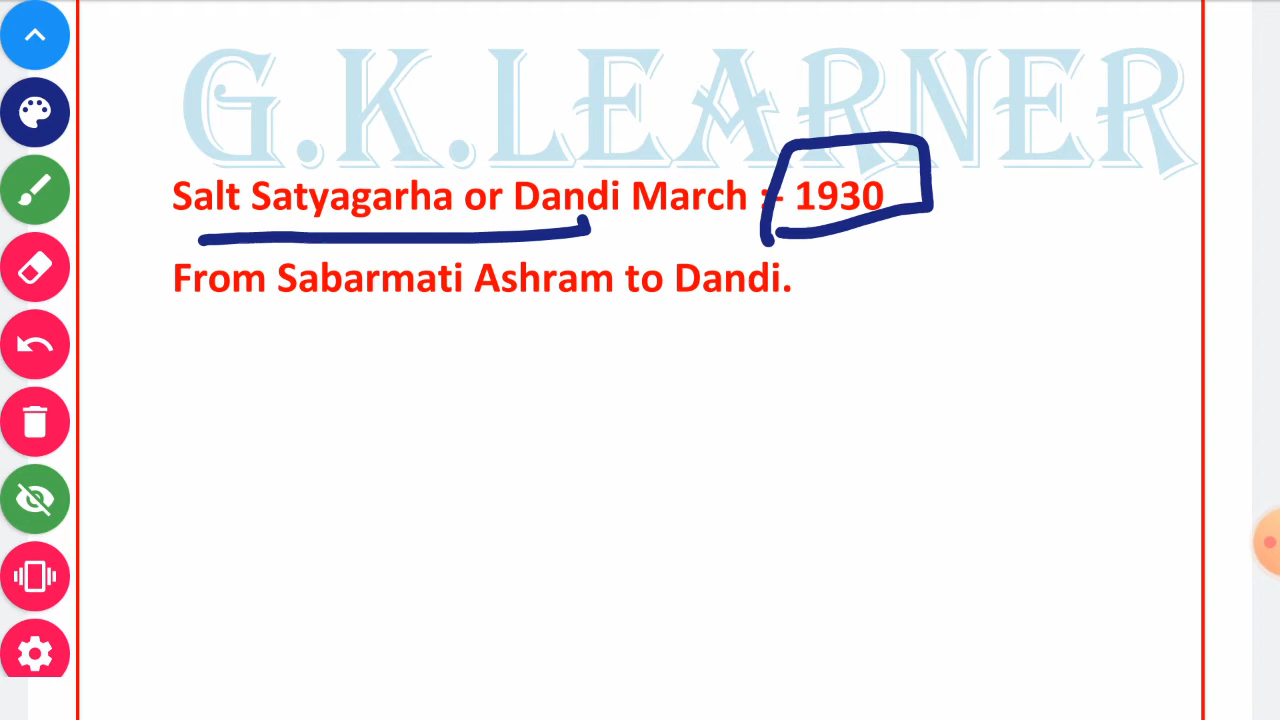 G.K.LEARNER
Salt Satyagarha or Dandi March :- 1930
From Sabarmati Ashram to Dandi.